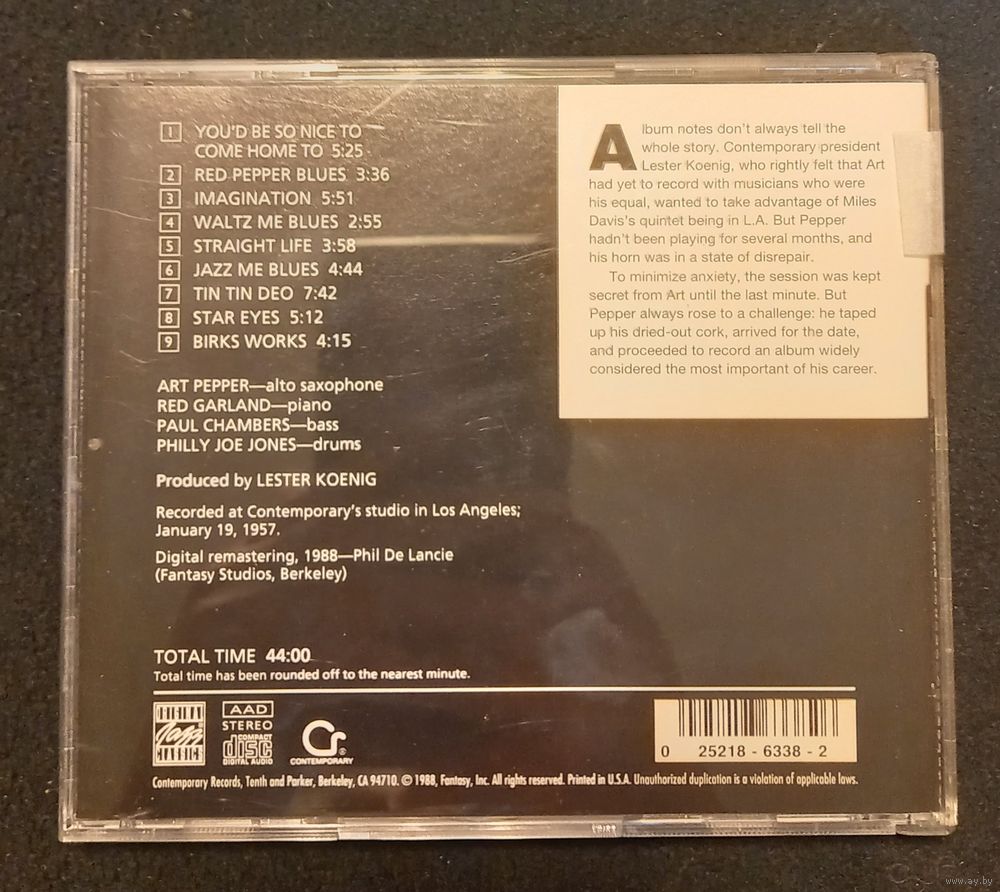 1 YOU'D BE SO NICE TO
COME HOME TO 5:25
2 RED PEPPER BLUES 3:36
3 IMAGINATION 5:51
4 WALTZ ME BLUES 2:55
5 STRAIGHT LIFE 3:58
6 JAZZ ME BLUES 4:44
7 TIN TIN DEO 7:42
8 STAR EYES 5:12
9 BIRKS WORKS 4:15
ART PEPPER—alto saxophone
RED GARLAND—piano
PAUL CHAMBERS—bass
PHILLY JOE JONES—drums
Produced by LESTER KOENIG
Recorded at Contemporary's studio in Los Angeles;
January 19, 1957.
Digital remastering, 1988—Phil De Lancie
(Fantasy Studios, Berkeley)
TOTAL TIME 44:00
Total time has been rounded off to the nearest minute.
Album notes don't always tell the
whole story. Contemporary president
Lester Koenig, who rightly felt that Art
had yet to record with musicians who were
his equal, wanted to take advantage of Miles
Davis's quintet being in L.A. But Pepper
hadn't been playing for several months, and
his horn was in a state of disrepair.
To minimize anxiety, the session was kept
secret from Art until the last minute. But
Pepper always rose to a challenge: he taped
up his dried-out cork, arrived for the date,
and proceeded to record an album widely
considered the most important of his career.
ORIGINAL
Jazz
CLASSICS
AAD
STEREO
COMPACT
disc
DIGITAL AUDIO
Cr®
CONTEMPORARY
0 25218 - 6338 - 2
Contemporary Records, Tenth and Parker, Berkeley, CA 94710. © 1988, Fantasy, Inc. All rights reserved. Printed in U.S.A. Unauthorized duplication is a violation of applicable laws.
www.ay.by